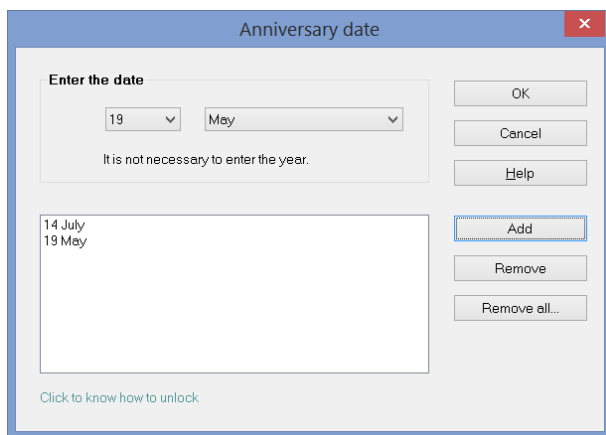 Anniversary date
Enter the date
19
May
It is not necessary to enter the year.
OK
Cancel
Help
14 July
19 May
Add
Remove
Remove all...
Click to know how to unlock